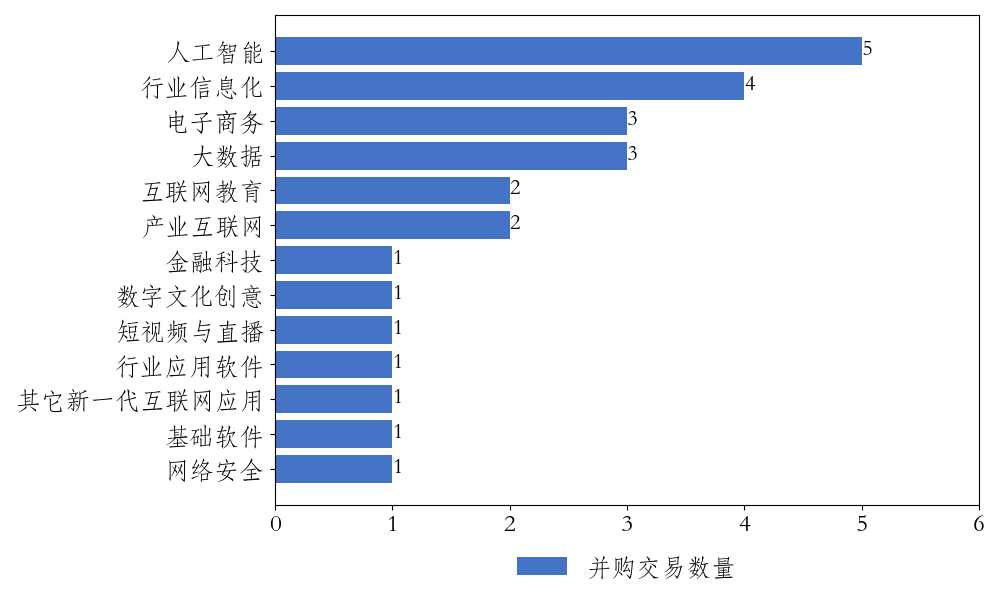 人工智能 5
行业信息化 4
电子商务 3
大数据 3
互联网教育 2
产业互联网 2
金融科技 1
数字文化创意 1
短视频与直播 1
行业应用软件 1
其它新一代互联网应用 1
基础软件 1
网络安全 1
0 1 2 3 4 5 6
并购交易数量